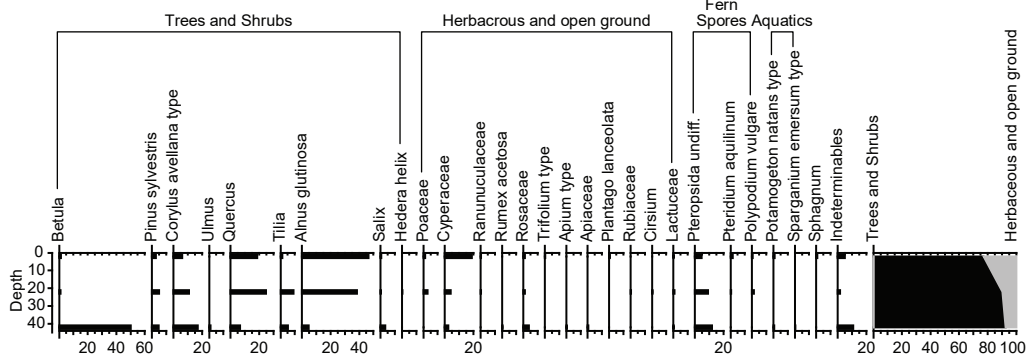 Fern
Trees and Shrubs Herbacrous and open ground Spores Aquatics
Betula
Pinus sylvestris
Corylus avellana type
Ulmus
Quercus
Tilia
Alnus glutinosa
Salix
Hedera helix
Poaceae
Cyperaceae
Ranunuculaceae
Rumex acetosa
Rosaceae
Trifolium type
Apium type
Apiaceae
Plantago lanceolata
Rubiaceae
Cirsium
Lactuceae
Pteropsida undiff.
Pteridium aquilinum
Polypodium vulgare
Potamogeton natans type
Sparganium emersum type
Sphagnum
Indeterminables
Trees and Shrubs
Herbaceous and open ground
Depth
0
10
20
30
40
20 40 60 20 20 20 40 20 20 20 20 40 60 80 100